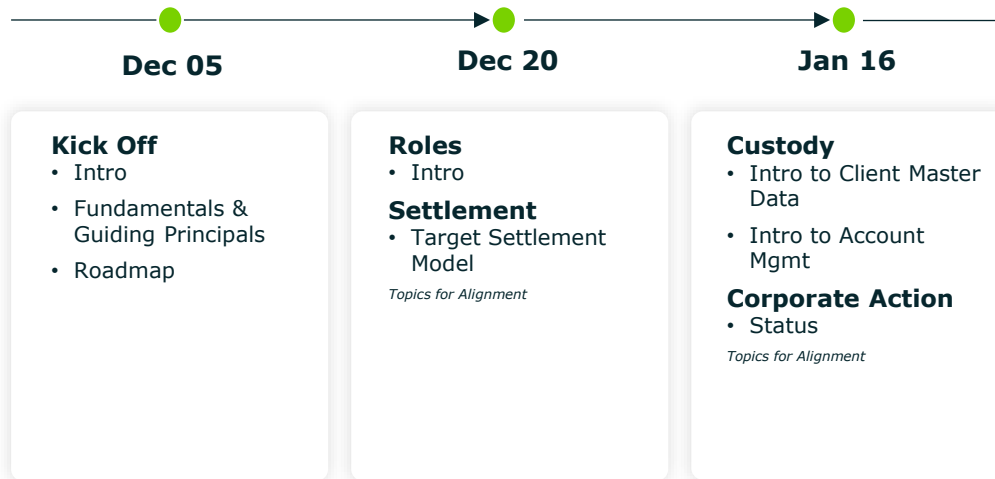 Dec 05
Dec 20
Jan 16
Kick Off
• Intro
• Fundamentals &
Guiding Principals
• Roadmap
Roles
• Intro
Settlement
• Target Settlement
Model
Topics for Alignment
Custody
• Intro to Client Master
Data
• Intro to Account
Mgmt
Corporate Action
• Status
Topics for Alignment